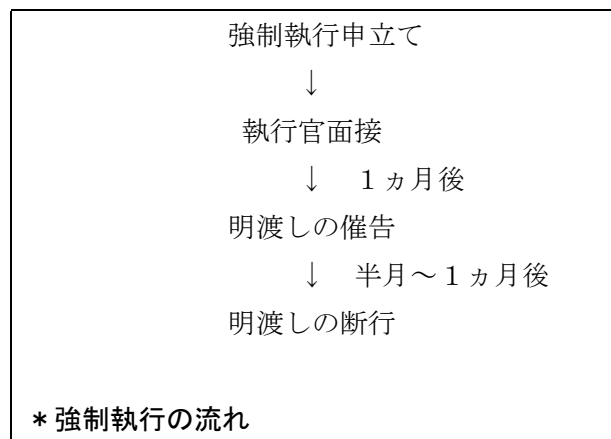 強制執行申立て
↓
執行官面接
↓ 1ヵ月後
明渡しの催告
↓ 半月~1ヵ月後
明渡しの断行
*強制執行の流れ